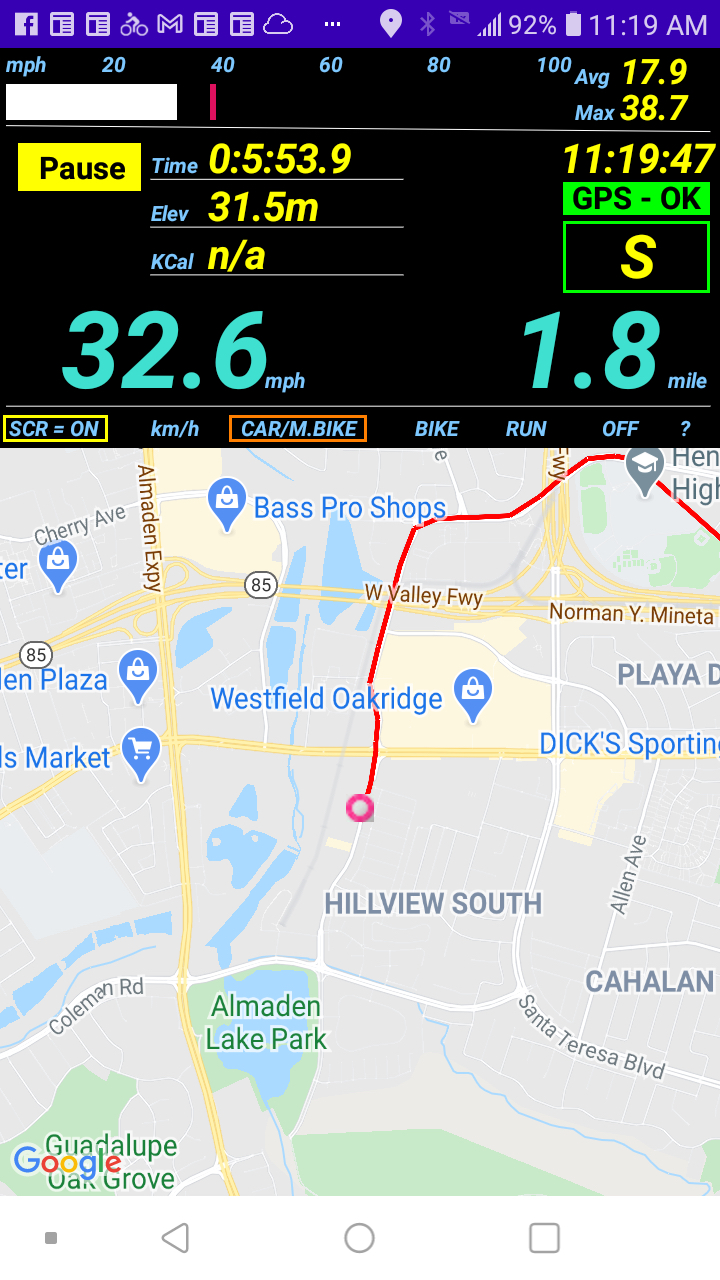 92% 11:19 AM
mph 20 40 60 80 100 Avg 17.9
Max 38.7
Pause Time 0:5:53.9 11:19:47
Elev 31.5m GPS - OK
KCal n/a S
32.6 mph 1.8 mile
SCR = ON km/h CAR/M.BIKE BIKE RUN OFF ?
Hen
High
Almaden Expy
Cherry Ave
Bass Pro Shops
e
Fwy
ter
85
W Valley Fwy
Norman Y. Mineta
85
len Plaza
PLAYA D
Westfield Oakridge
ls Market
DICK'S Sporting
Allen Ave
HILLVIEW SOUTH
CAHALAN
Coleman Rd
Almaden
Lake Park
Santa Teresa Blvd
Guadalupe
Oak Grove
Google